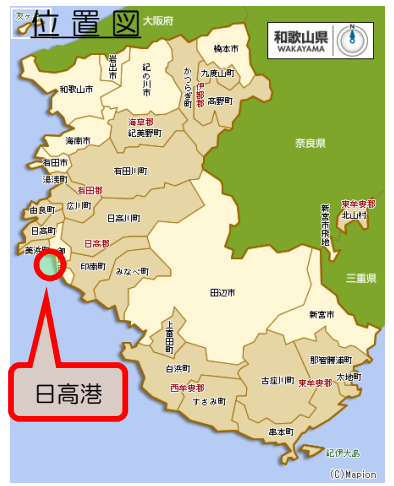 位置図
友ヶ
大阪府
和歌山県
WAKAYAMA
橋本市
岩出市
紀の川市
かつらぎ町
九度山町
伊都郡
高野町
和歌山市
海草郡
紀美野町
海南市
奈良県
有田市
有田川町
湯浅町
有田郡
東牟婁郡
北山村
新宮市飛地
由良町
広川町
日高川町
日高町
日高郡
美浜町
御
印南町
みなべ町
三重県
田辺市
新宮市
上富田町
白浜町
那智勝浦町
日高港
西牟婁郡
すさみ町
古座川町
東牟婁郡
太地町
串本町
紀伊大島
(C)Mapion